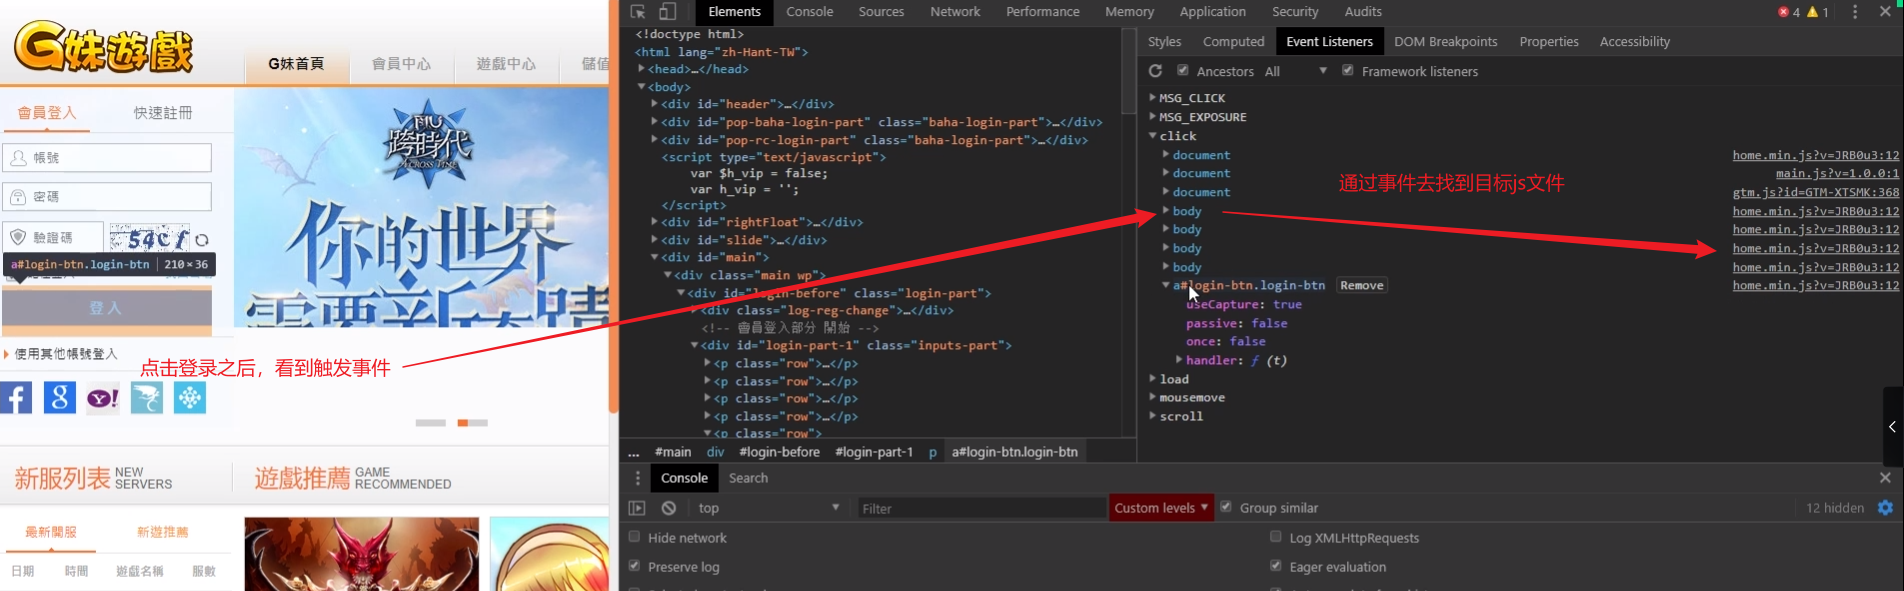 G妹遊戲
G妹首頁
會員中心
遊戲中心
儲值
會員登入
快速註冊
帳號
密碼
驗證碼
54cf
a#login-btn.login-btn
210×36
登入
使用其他帳號登入
MU
跨時代
ACROSS TIME
你的世界
點击登录之后，看到触发事件
新服列表
NEW
SERVERS
遊戲推薦
GAME
RECOMMENDED
最新開服
新遊推薦
日期
時間
遊戲名稱
服數
Elements
Console
Sources
Network
Performance
Memory
Application
Security
Audits
4
1
<!doctype html>
<html lang="zh-Hant-TW">
<head>…</head>
<body>
<div id="header">…</div>
<div id="pop-baha-login-part" class="baha-login-part">…</div>
<div id="pop-rc-login-part" class="baha-login-part">…</div>
<script type="text/javascript">
var $h_vip = false;
var h_vip = '';
</script>
<div id="rightFloat">…</div>
<div id="slide">…</div>
<div id="main">
<div class="main wp">
<div id="login-before" class="login-part">
<div class="log-reg-change">…</div>
<!-- 會員登入部分 開始 -->
<div id="login-part-1" class="inputs-part">
<p class="row">…</p>
<p class="row">…</p>
<p class="row">…</p>
<p class="row">…</p>
<p class="row">
... #main div #login-before #login-part-1 p a#login-btn.login-btn
Styles
Computed
Event Listeners
DOM Breakpoints
Properties
Accessibility
Ancestors All
Framework listeners
MSG_CLICK
MSG_EXPOSURE
click
document home.min.js?v=JRB0u3:12
document main.js?v=1.0.0:1
document gtm.js?id=GTM-XTSMK:368
body home.min.js?v=JRB0u3:12
body home.min.js?v=JRB0u3:12
body home.min.js?v=JRB0u3:12
body home.min.js?v=JRB0u3:12
a#login-btn.login-btn Remove home.min.js?v=JRB0u3:12
useCapture: true
passive: false
once: false
handler: ƒ (t)
load
mousemove
scroll
通过事件去找到目标js文件
Console
Search
top
Filter
Custom levels
Group similar
12 hidden
Hide network
Log XMLHttpRequests
Preserve log
Eager evaluation